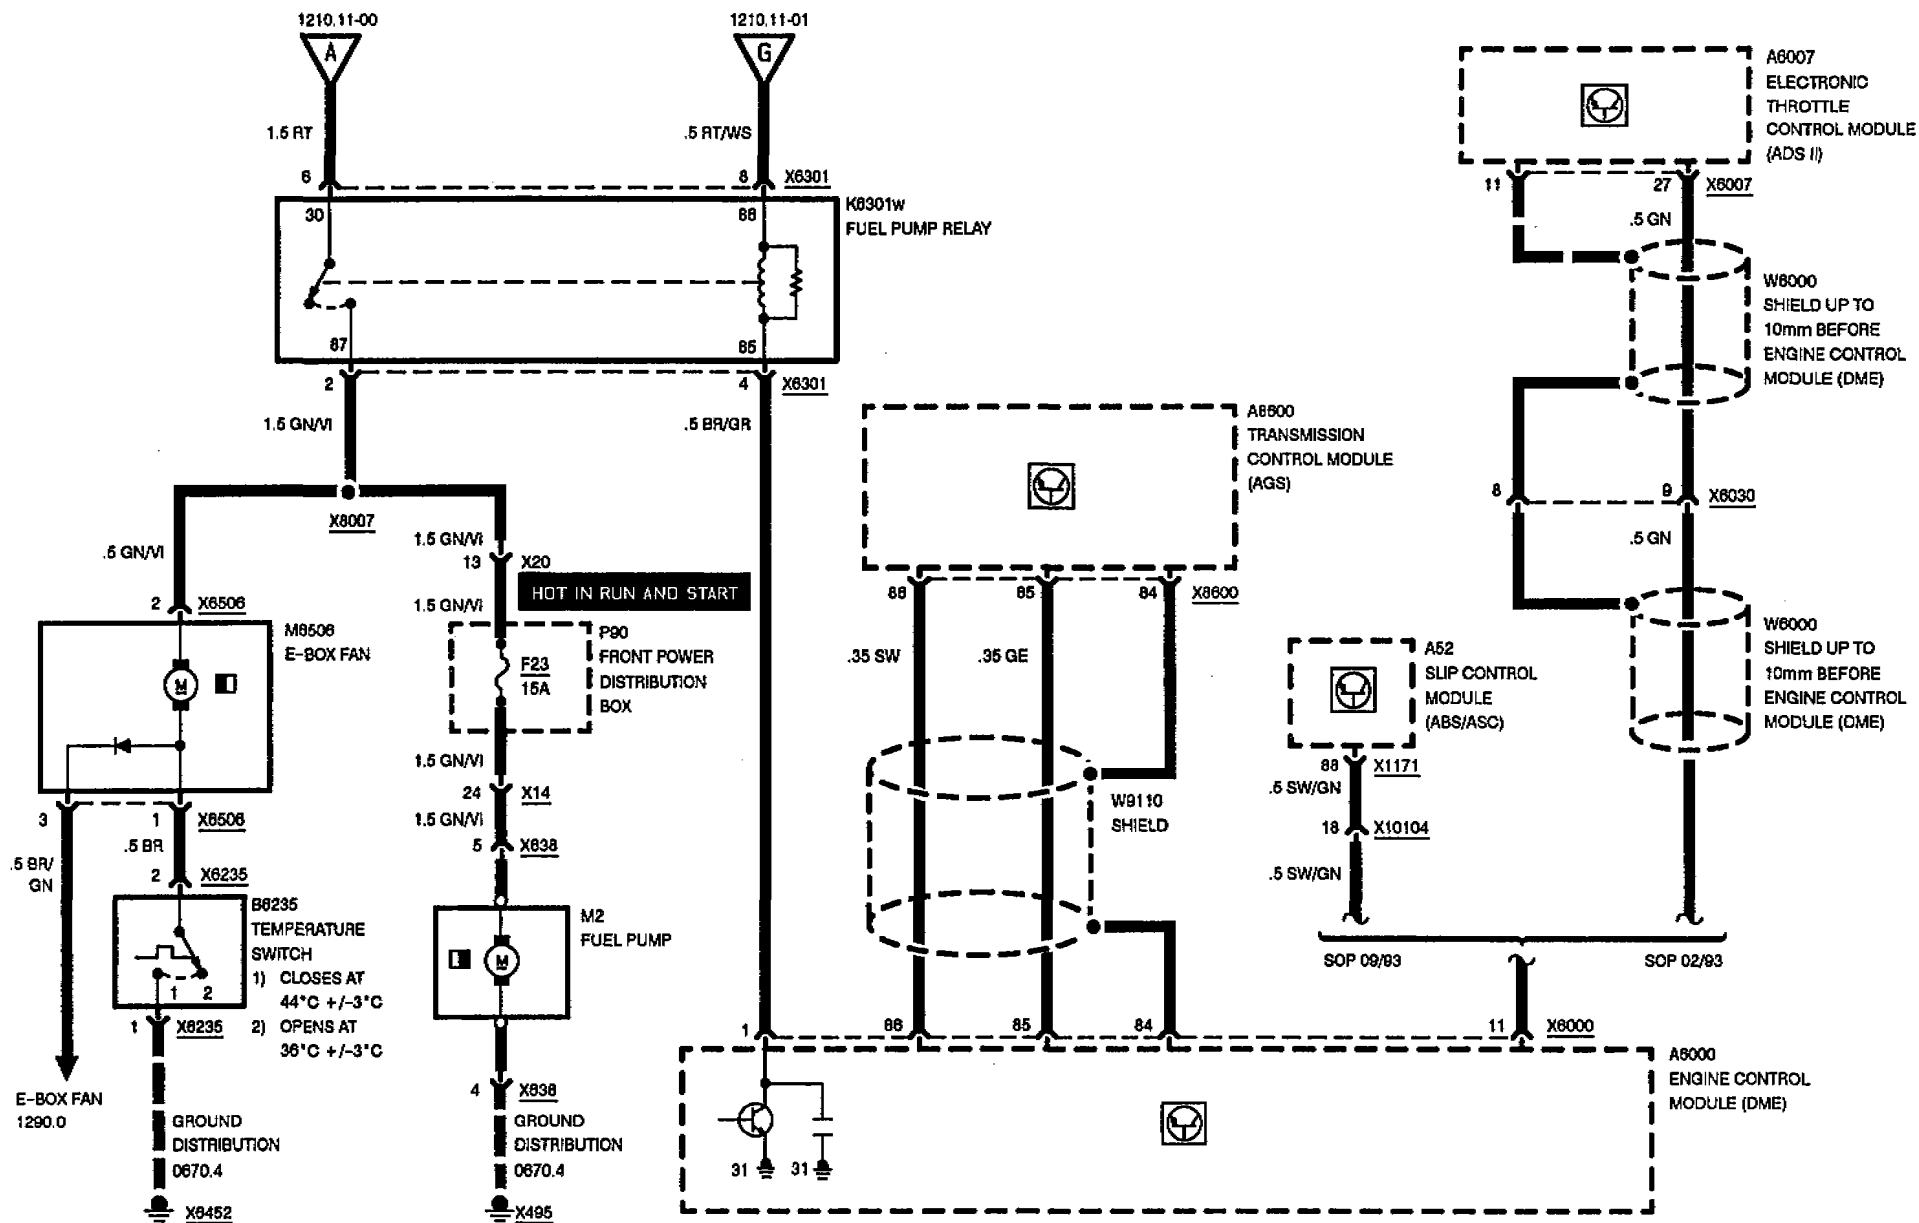 1210.11-00
A
1.5 RT
6
1210.11-01
G
.5 RT/WS
8 X6301
30
86
K6301w
FUEL PUMP RELAY
87
85
2
4 X6301
1.5 GN/VI
.5 BR/GR
X8007
.5 GN/VI
2 X6506
M6506
E-BOX FAN
M
3
1 X6506
.5 BR/
GN
.5 BR
2 X6235
B6235
TEMPERATURE
SWITCH
1) CLOSES AT
44°C +/-3°C
2) OPENS AT
36°C +/-3°C
1 2
1 X6235
E-BOX FAN
1290.0
GROUND
DISTRIBUTION
0670.4
X6452
1.5 GN/VI
13 X20
HOT IN RUN AND START
1.5 GN/VI
P90
FRONT POWER
DISTRIBUTION
BOX
F23
15A
1.5 GN/VI
24 X14
1.5 GN/VI
5 X638
M2
FUEL PUMP
M
4 X638
GROUND
DISTRIBUTION
0670.4
X495
A8600
TRANSMISSION
CONTROL MODULE
(AGS)
86 85 84 X8600
.35 SW
.35 GE
W9110
SHIELD
A6007
ELECTRONIC
THROTTLE
CONTROL MODULE
(ADS II)
11 27 X6007
.5 GN
W6000
SHIELD UP TO
10mm BEFORE
ENGINE CONTROL
MODULE (DME)
8 9 X6030
.5 GN
W6000
SHIELD UP TO
10mm BEFORE
ENGINE CONTROL
MODULE (DME)
A52
SLIP CONTROL
MODULE
(ABS/ASC)
88 X1171
.5 SW/GN
18 X10104
.5 SW/GN
SOP 09/93
SOP 02/93
1 86 85 84 11 X6000
A6000
ENGINE CONTROL
MODULE (DME)
31 31